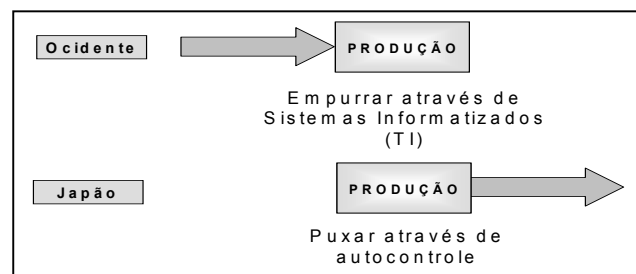 Ocidente
PRODUÇÃO
Empurrar através de
Sistemas Informatizados
(TI)
Japão
PRODUÇÃO
Puxar através de
autocontrole